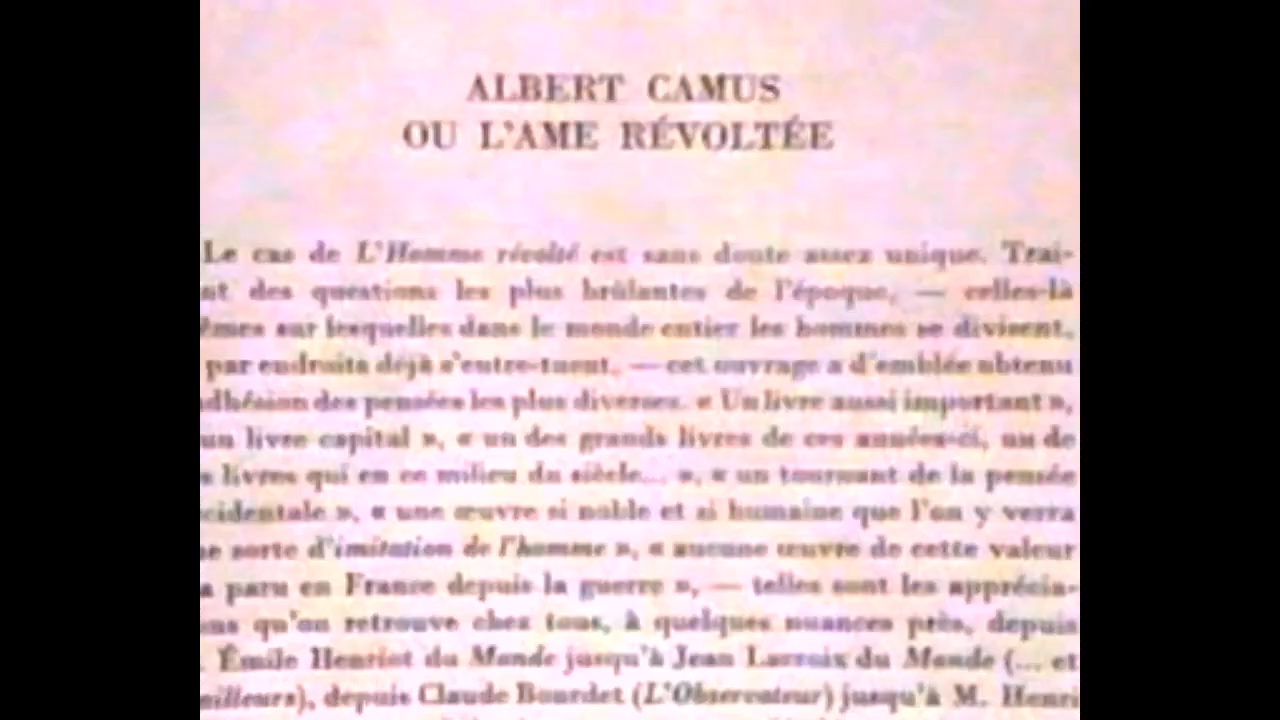 ALBERT CAMUS
OU L'AME RÉVOLTÉE
Le cas de L'Homme révolté est sans doute assez unique. Trai-
nt des questions les plus brûlantes de l'époque, — celles-là
êmes sur lesquelles dans le monde entier les hommes se divisent,
par endroits déjà s'entre-tuent, — cet ouvrage a d'emblée obtenu
dhésion des pensées les plus diverses. « Un livre aussi important »,
un livre capital », « un des grands livres de ces années-ci, un de
s livres qui en ce milieu du siècle... », « un tournant de la pensée
cidentale », « une œuvre si noble et si humaine que l'on y verra
ne sorte d'imitation de l'homme », « aucune œuvre de cette valeur
a paru en France depuis la guerre », — telles sont les apprécia-
ons qu'on retrouve chez tous, à quelques nuances près, depuis
. Émile Henriot du Monde jusqu'à Jean Lacroix du Monde (... et
ailleurs), depuis Claude Bourdet (L'Observateur) jusqu'à M. Henri